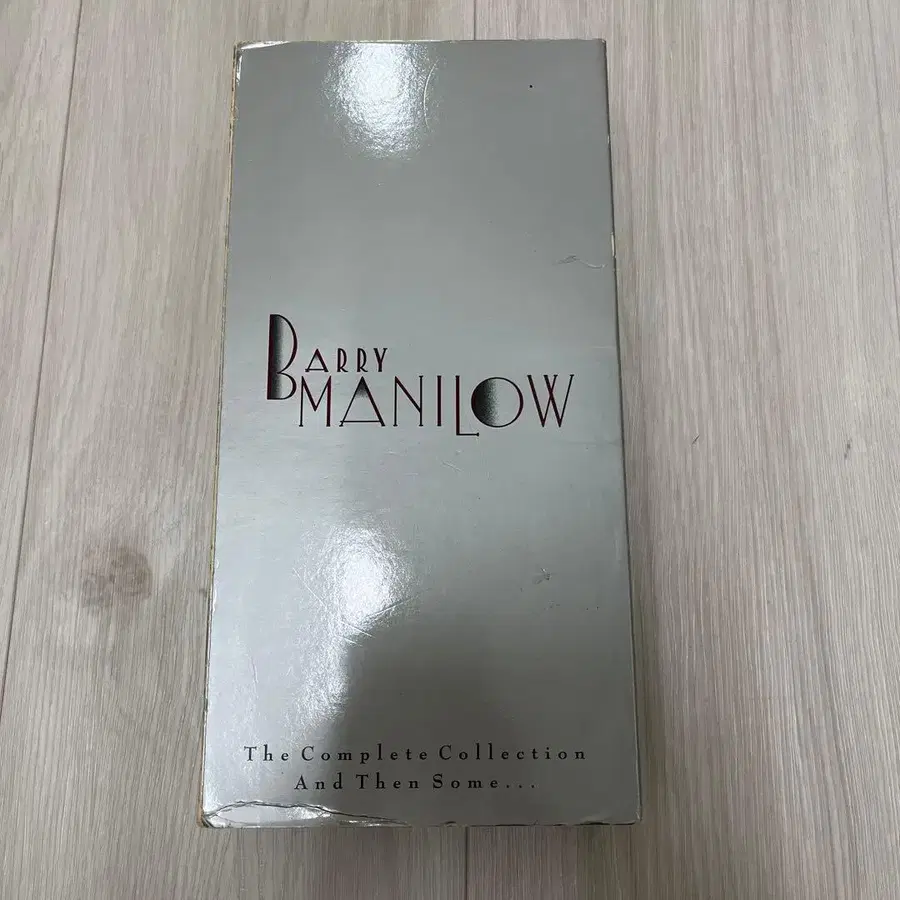 BARRY
MANILOW
The Complete Collection
And Then Some...